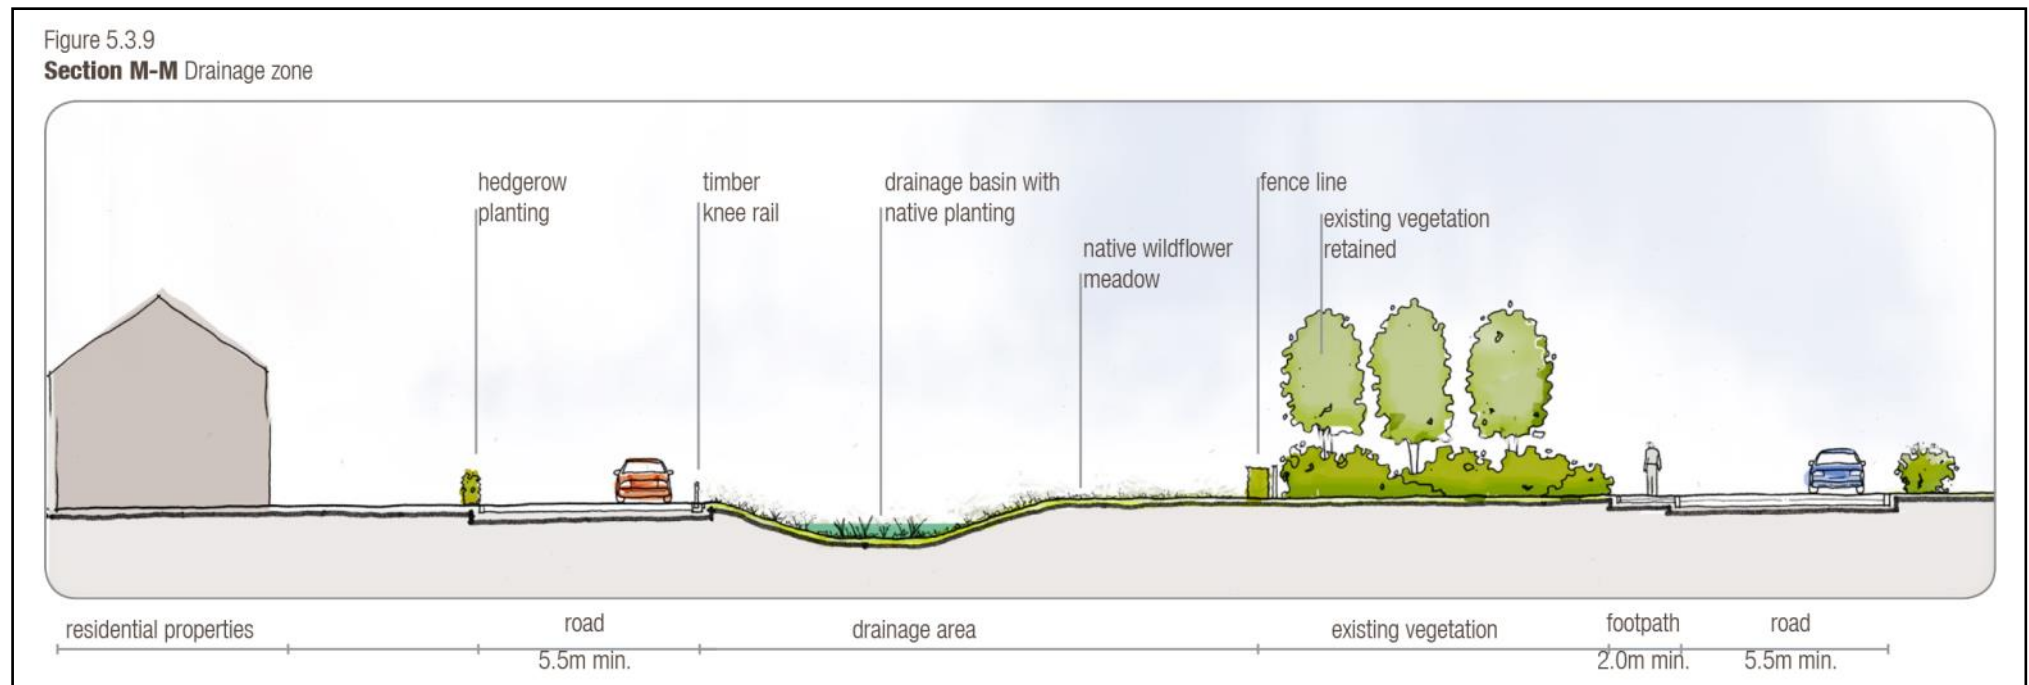 Figure 5.3.9
Section M-M Drainage zone
hedgerow
planting
timber
knee rail
drainage basin with
native planting
native wildflower
meadow
fence line
existing vegetation
retained
residential properties
road
5.5m min.
drainage area
existing vegetation
footpath
2.0m min.
road
5.5m min.